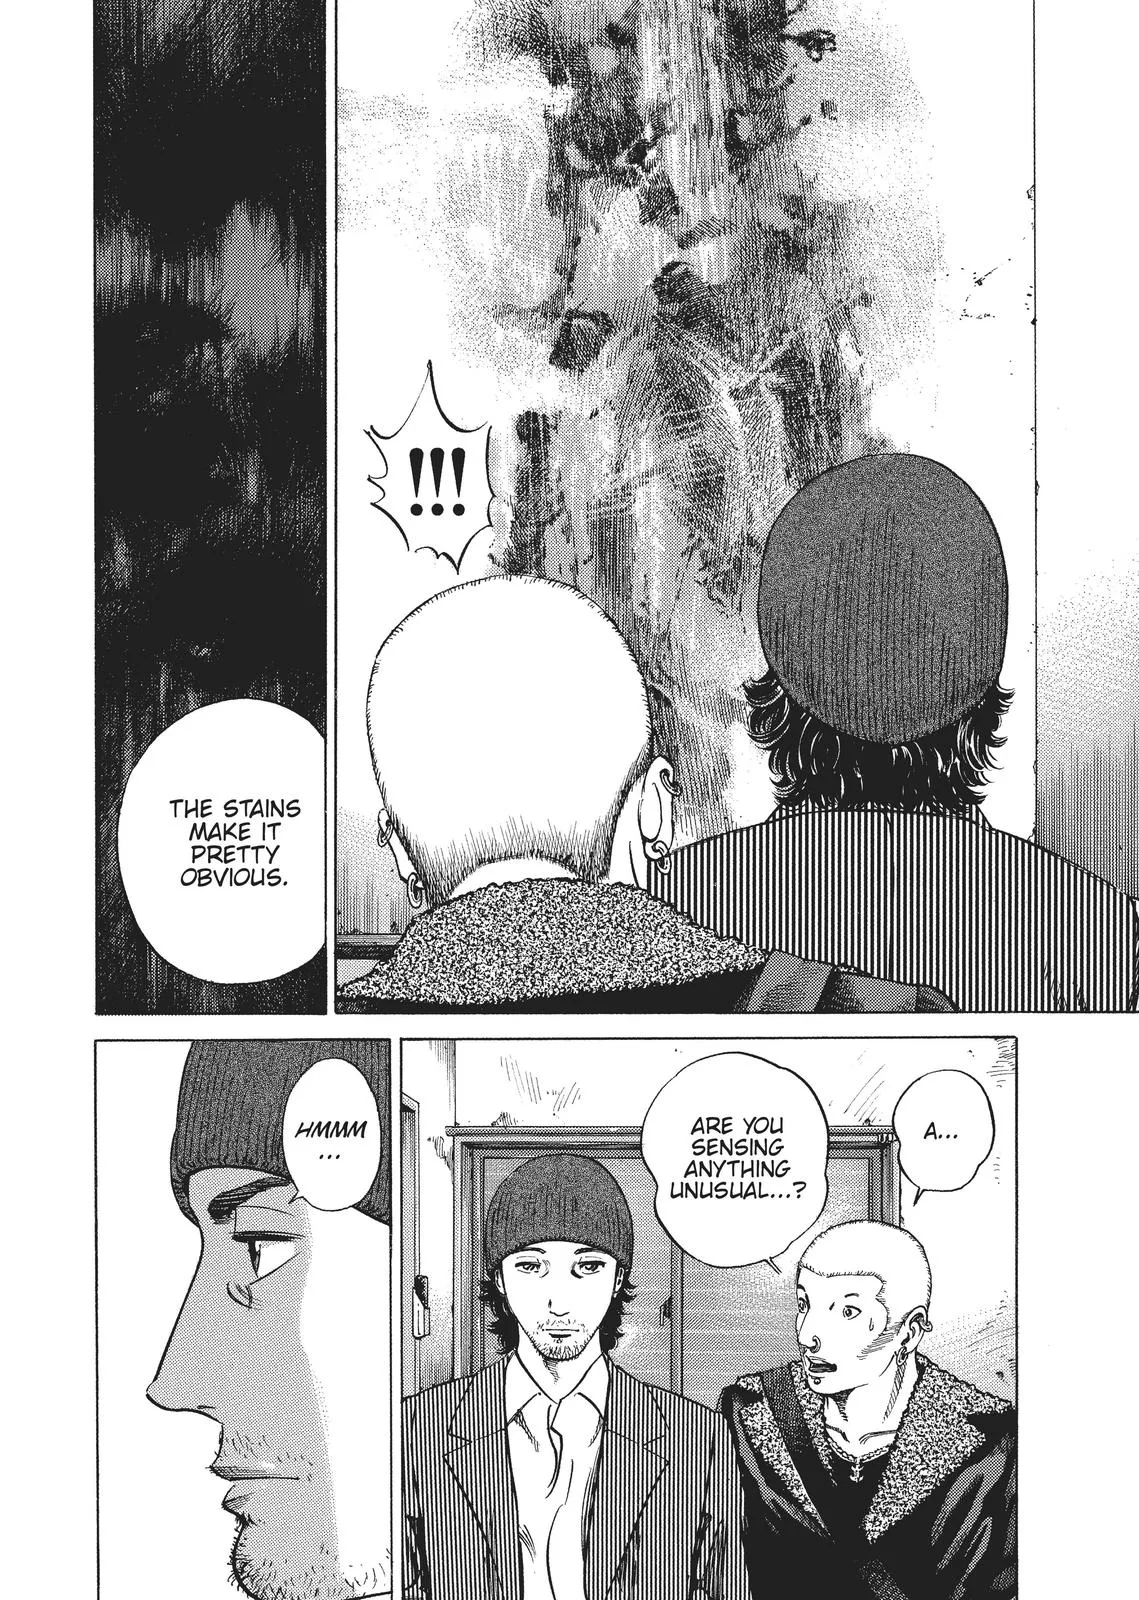 !!!
THE STAINS
MAKE IT
PRETTY
OBVIOUS.
A...
ARE YOU
SENSING
ANYTHING
UNUSUAL...?
HMMM
...